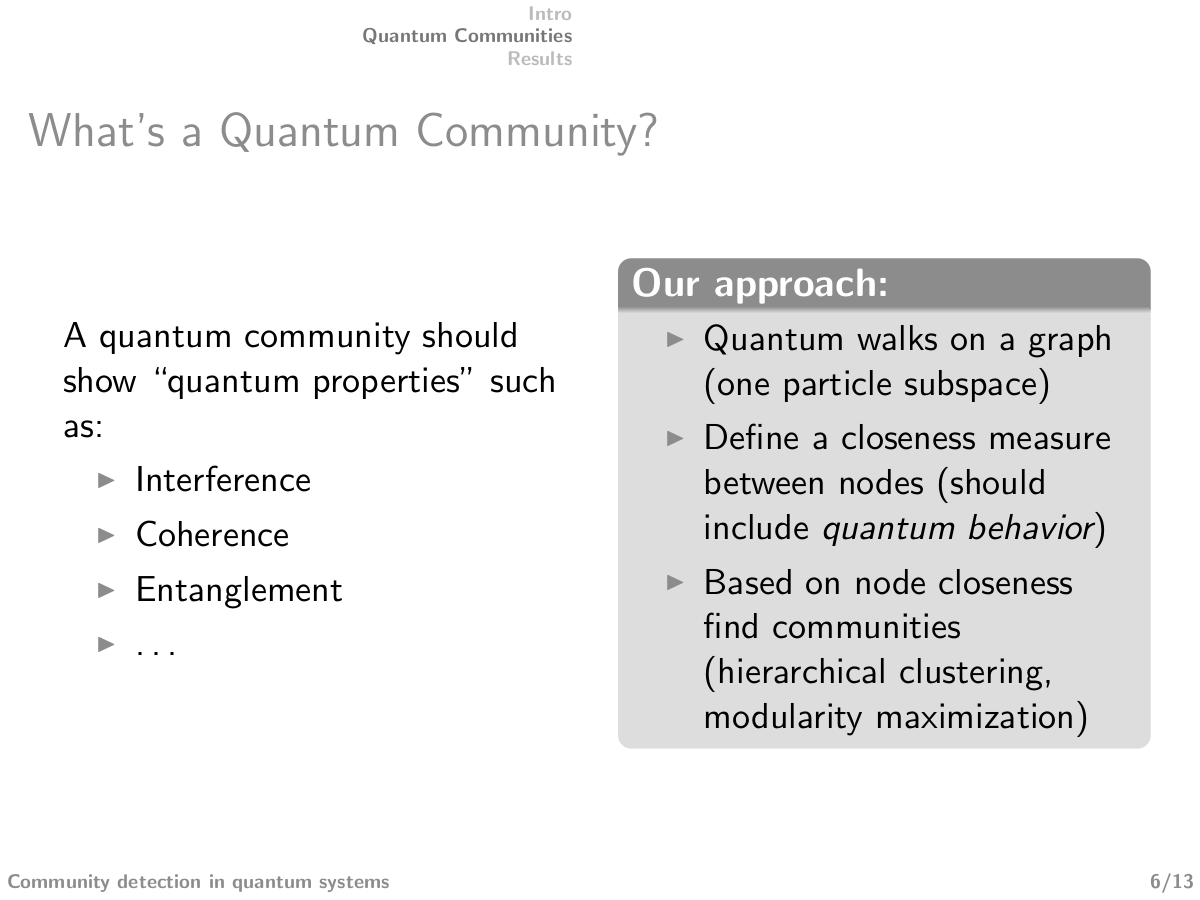 Intro
Quantum Communities
Results
What's a Quantum Community?
A quantum community should
show “quantum properties” such
as:
▶ Interference
▶ Coherence
▶ Entanglement
▶ . . .
Our approach:
▶ Quantum walks on a graph
(one particle subspace)
▶ Define a closeness measure
between nodes (should
include quantum behavior)
▶ Based on node closeness
find communities
(hierarchical clustering,
modularity maximization)
Community detection in quantum systems
6/13